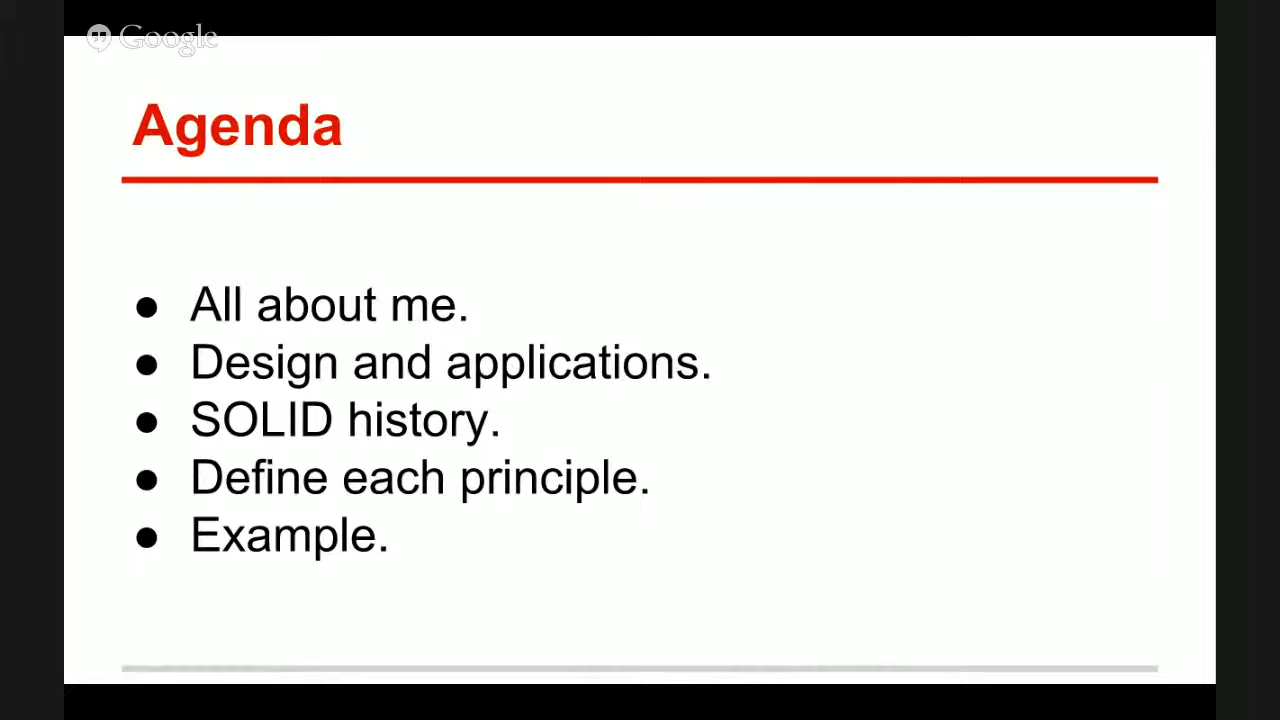 Google
Agenda
● All about me.
● Design and applications.
● SOLID history.
● Define each principle.
● Example.